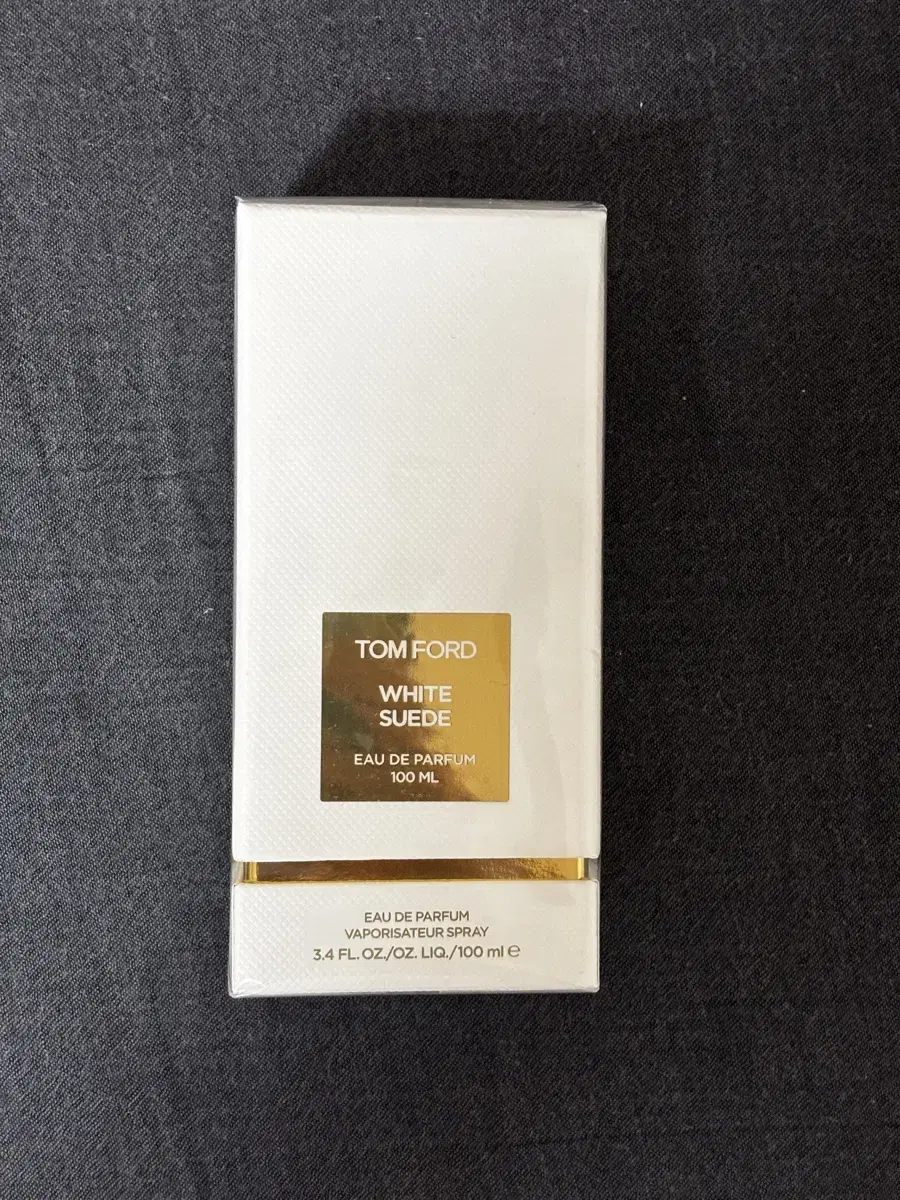 TOM FORD
WHITE
SUEDE
EAU DE PARFUM
100 ML
EAU DE PARFUM
VAPORISATEUR SPRAY
3.4 FL. OZ./OZ. LIQ./100 ml ℮